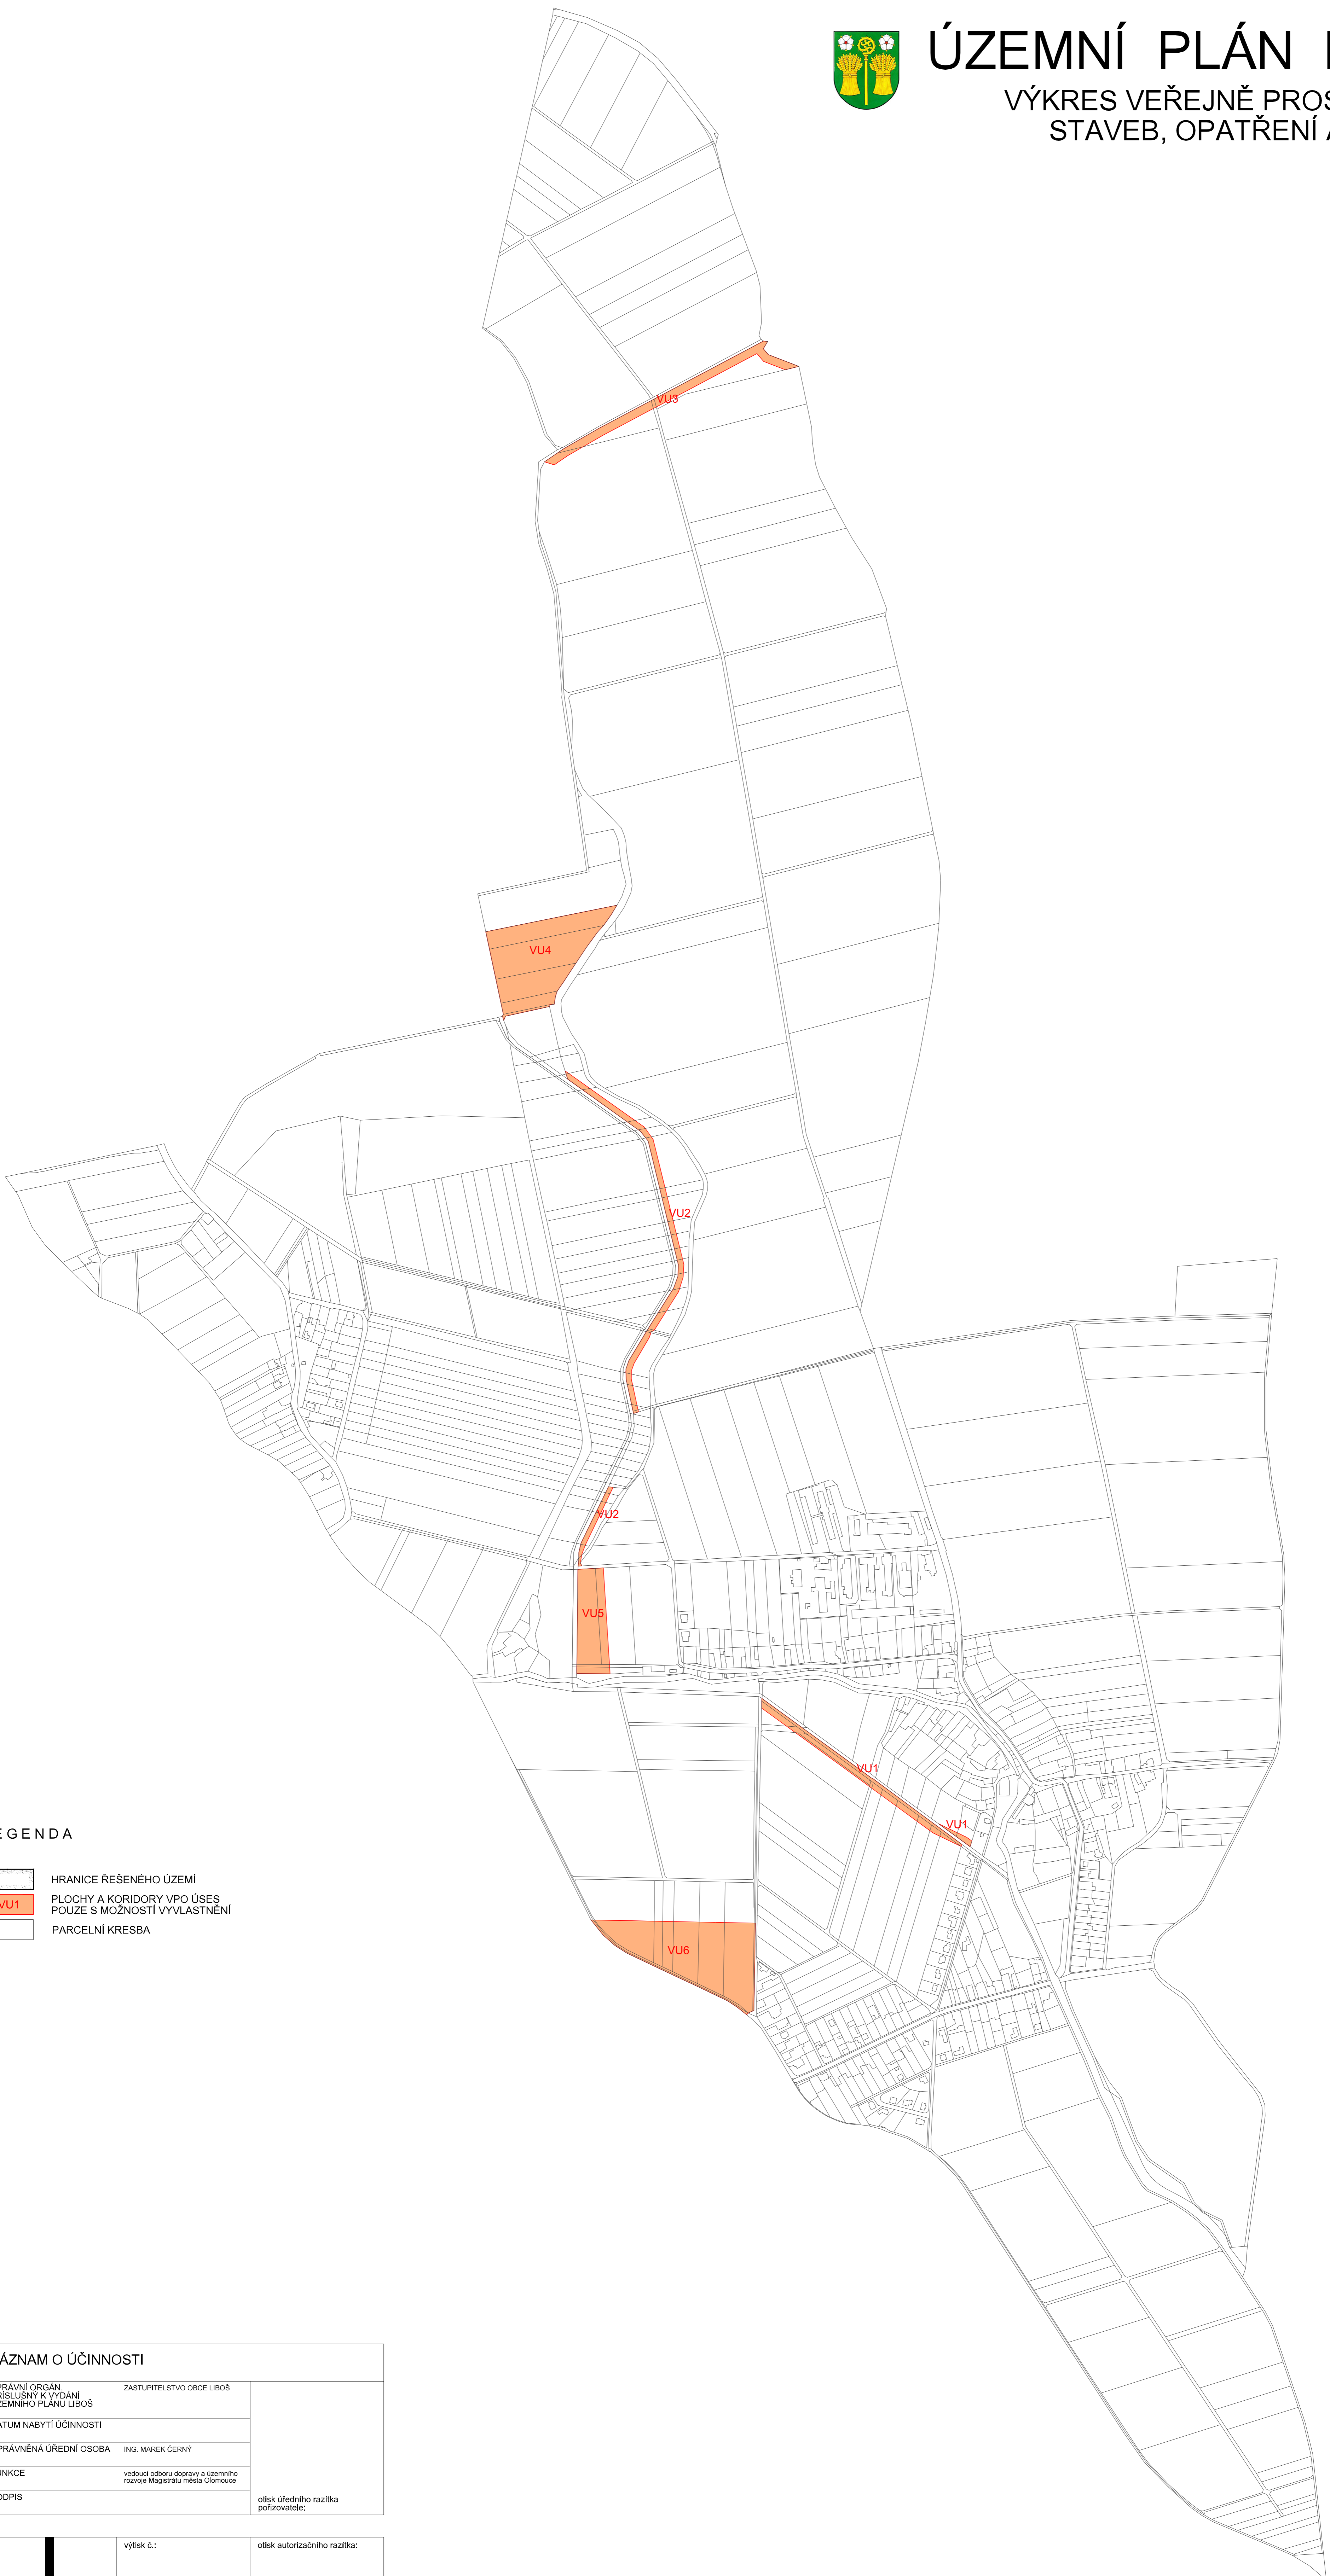 ÚZEMNÍ PLÁN
VÝKRES VEŘEJNĚ PROS
STAVEB, OPATŘENÍ A
VU3
VU4
VU2
VU2
VU5
VU1
VU1
VU6
EGENDA
HRANICE ŘEŠENÉHO ÚZEMÍ
VU1
PLOCHY A KORIDORY VPO ÚSES
POUZE S MOŽNOSTÍ VYVLASTNĚNÍ
PARCELNÍ KRESBA
ÁZNAM O ÚČINNOSTI
PRÁVNÍ ORGÁN,
ŘÍSLUŠNÝ K VYDÁNÍ
ZEMNÍHO PLÁNU LIBOŠ
ZASTUPITELSTVO OBCE LIBOŠ
ATUM NABYTÍ ÚČINNOSTI
PRÁVNĚNÁ ÚŘEDNÍ OSOBA
ING. MAREK ČERNÝ
UNKCE
vedoucí odboru dopravy a územního
rozvoje Magistrátu města Olomouce
ODPIS
otisk úředního razítka
pořizovatele:
výtisk č.:
otisk autorizačního razítka: